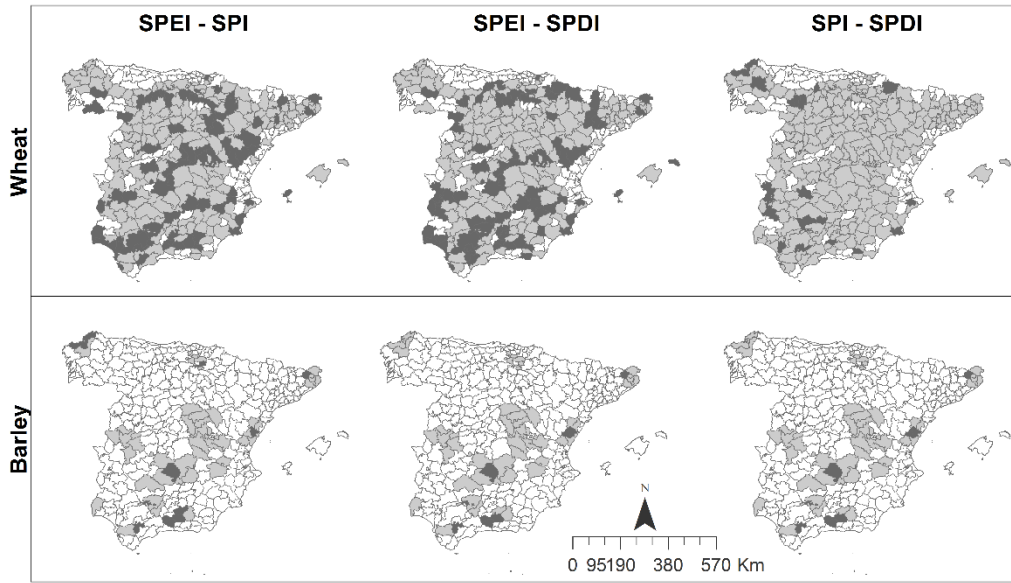 SPEI - SPI
SPEI - SPDI
SPI - SPDI
Wheat
Barley
N
0 95190 380 570 Km